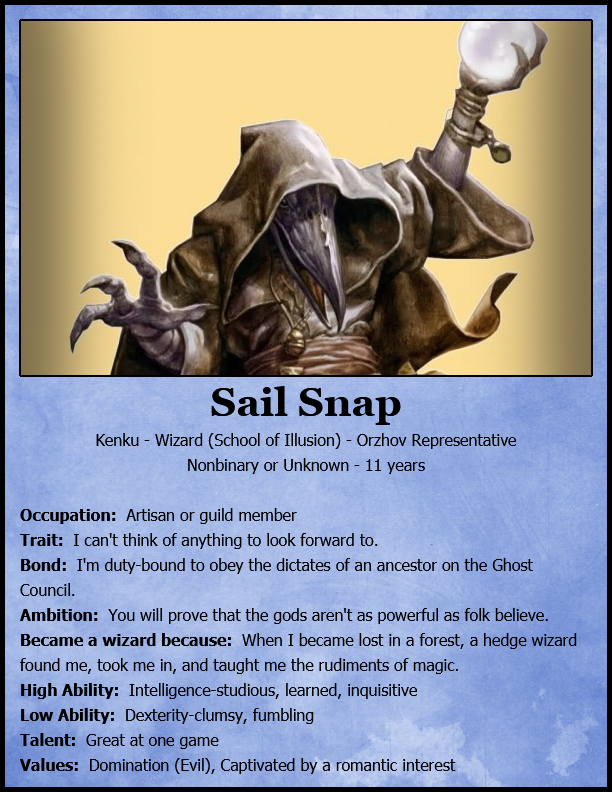 Sail Snap
Kenku - Wizard (School of Illusion) - Orzhov Representative
Nonbinary or Unknown - 11 years
Occupation: Artisan or guild member
Trait: I can't think of anything to look forward to.
Bond: I'm duty-bound to obey the dictates of an ancestor on the Ghost
Council.
Ambition: You will prove that the gods aren't as powerful as folk believe.
Became a wizard because: When I became lost in a forest, a hedge wizard
found me, took me in, and taught me the rudiments of magic.
High Ability: Intelligence-studious, learned, inquisitive
Low Ability: Dexterity-clumsy, fumbling
Talent: Great at one game
Values: Domination (Evil), Captivated by a romantic interest